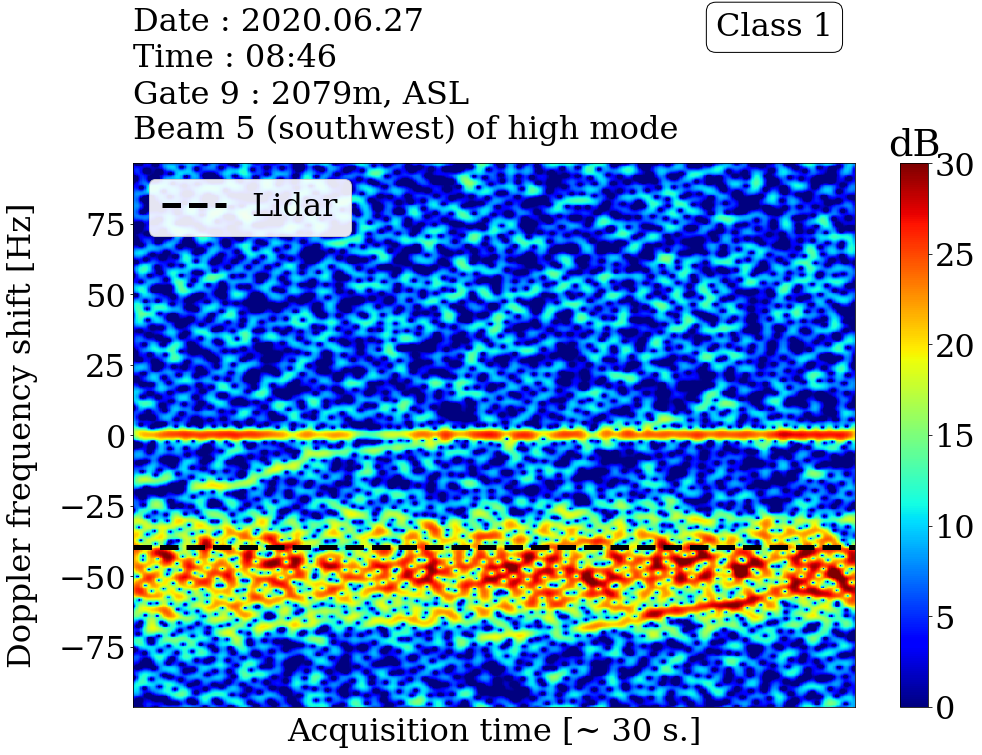 Date : 2020.06.27
Time : 08:46
Gate 9 : 2079m, ASL
Beam 5 (southwest) of high mode
Class 1
dB
Lidar
Doppler frequency shift [Hz]
75
50
25
0
−25
−50
−75
Acquisition time [~ 30 s.]
30
25
20
15
10
5
0